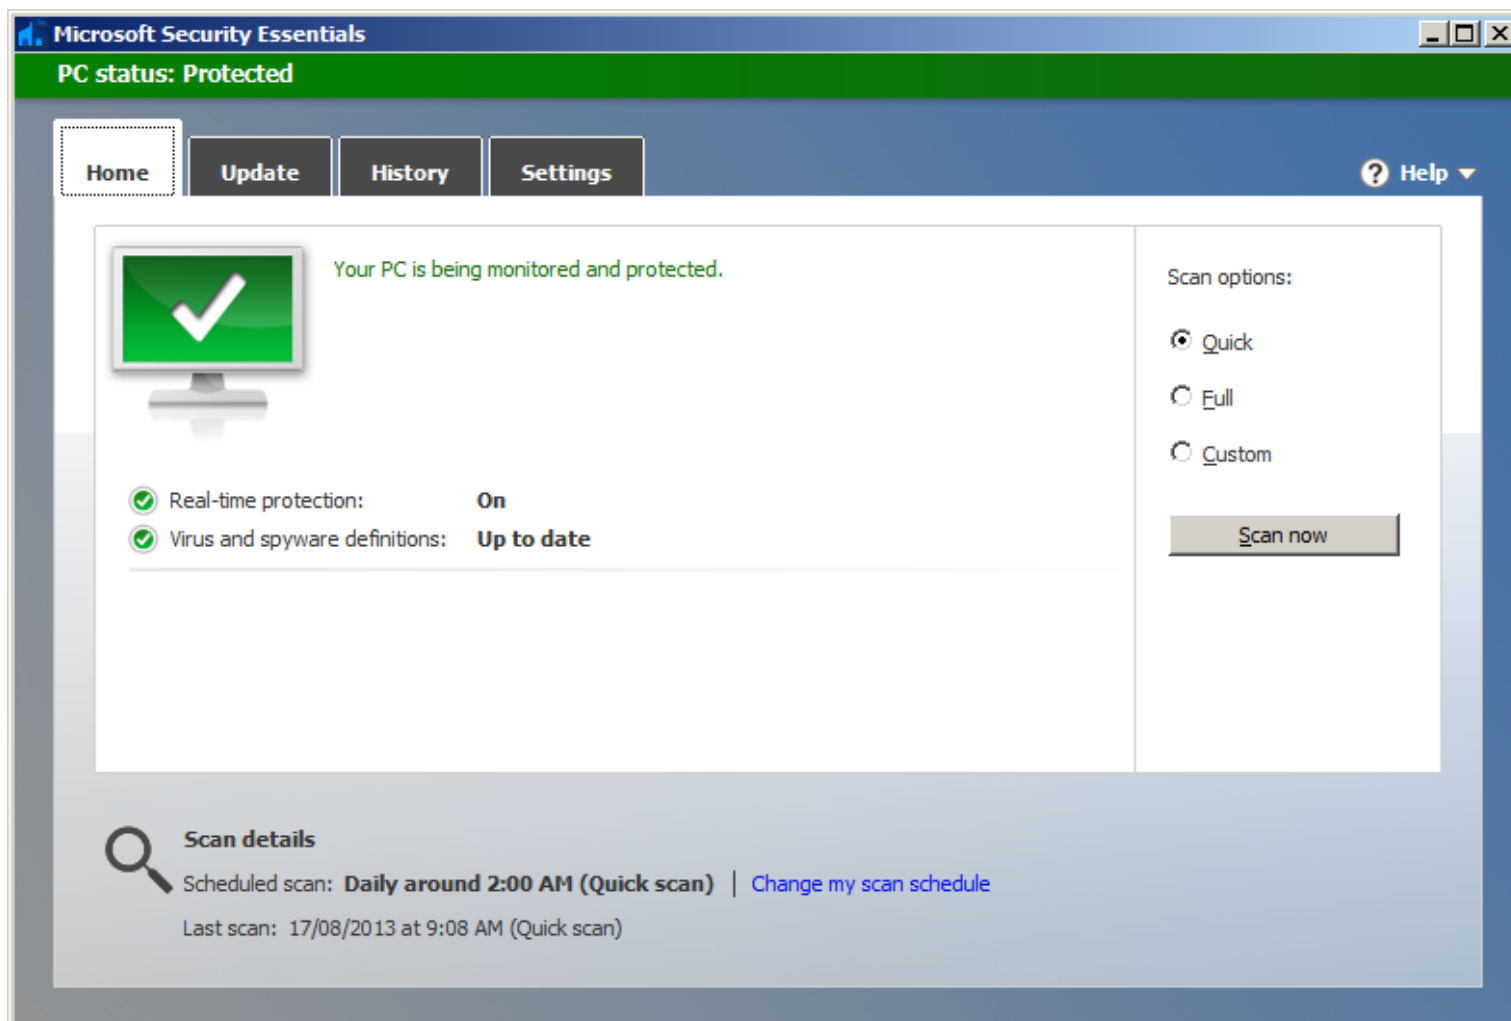 Microsoft Security Essentials
PC status: Protected
Home Update History Settings Help
Your PC is being monitored and protected.
Scan options:
Quick
Full
Custom
Real-time protection: On
Virus and spyware definitions: Up to date
Scan now
Scan details
Scheduled scan: Daily around 2:00 AM (Quick scan) | Change my scan schedule
Last scan: 17/08/2013 at 9:08 AM (Quick scan)